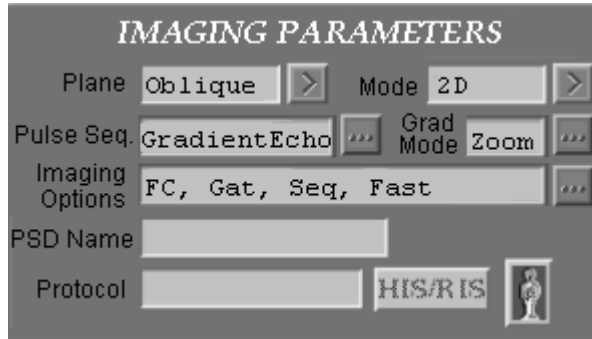 IMAGING PARAMETERS
Plane Oblique > Mode 2D >
Pulse Seq. GradientEcho ... Grad Mode Zoom ...
Imaging Options FC, Gat, Seq, Fast ...
PSD Name
Protocol HIS/RIS